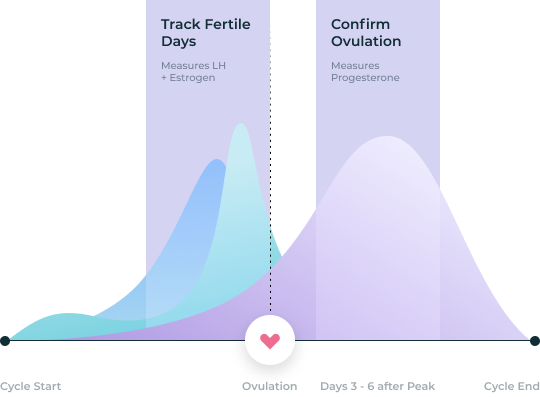 Track Fertile
Days
Measures LH
+ Estrogen
Confirm
Ovulation
Measures
Progesterone
Cycle Start
Ovulation
Days 3 - 6 after Peak
Cycle End